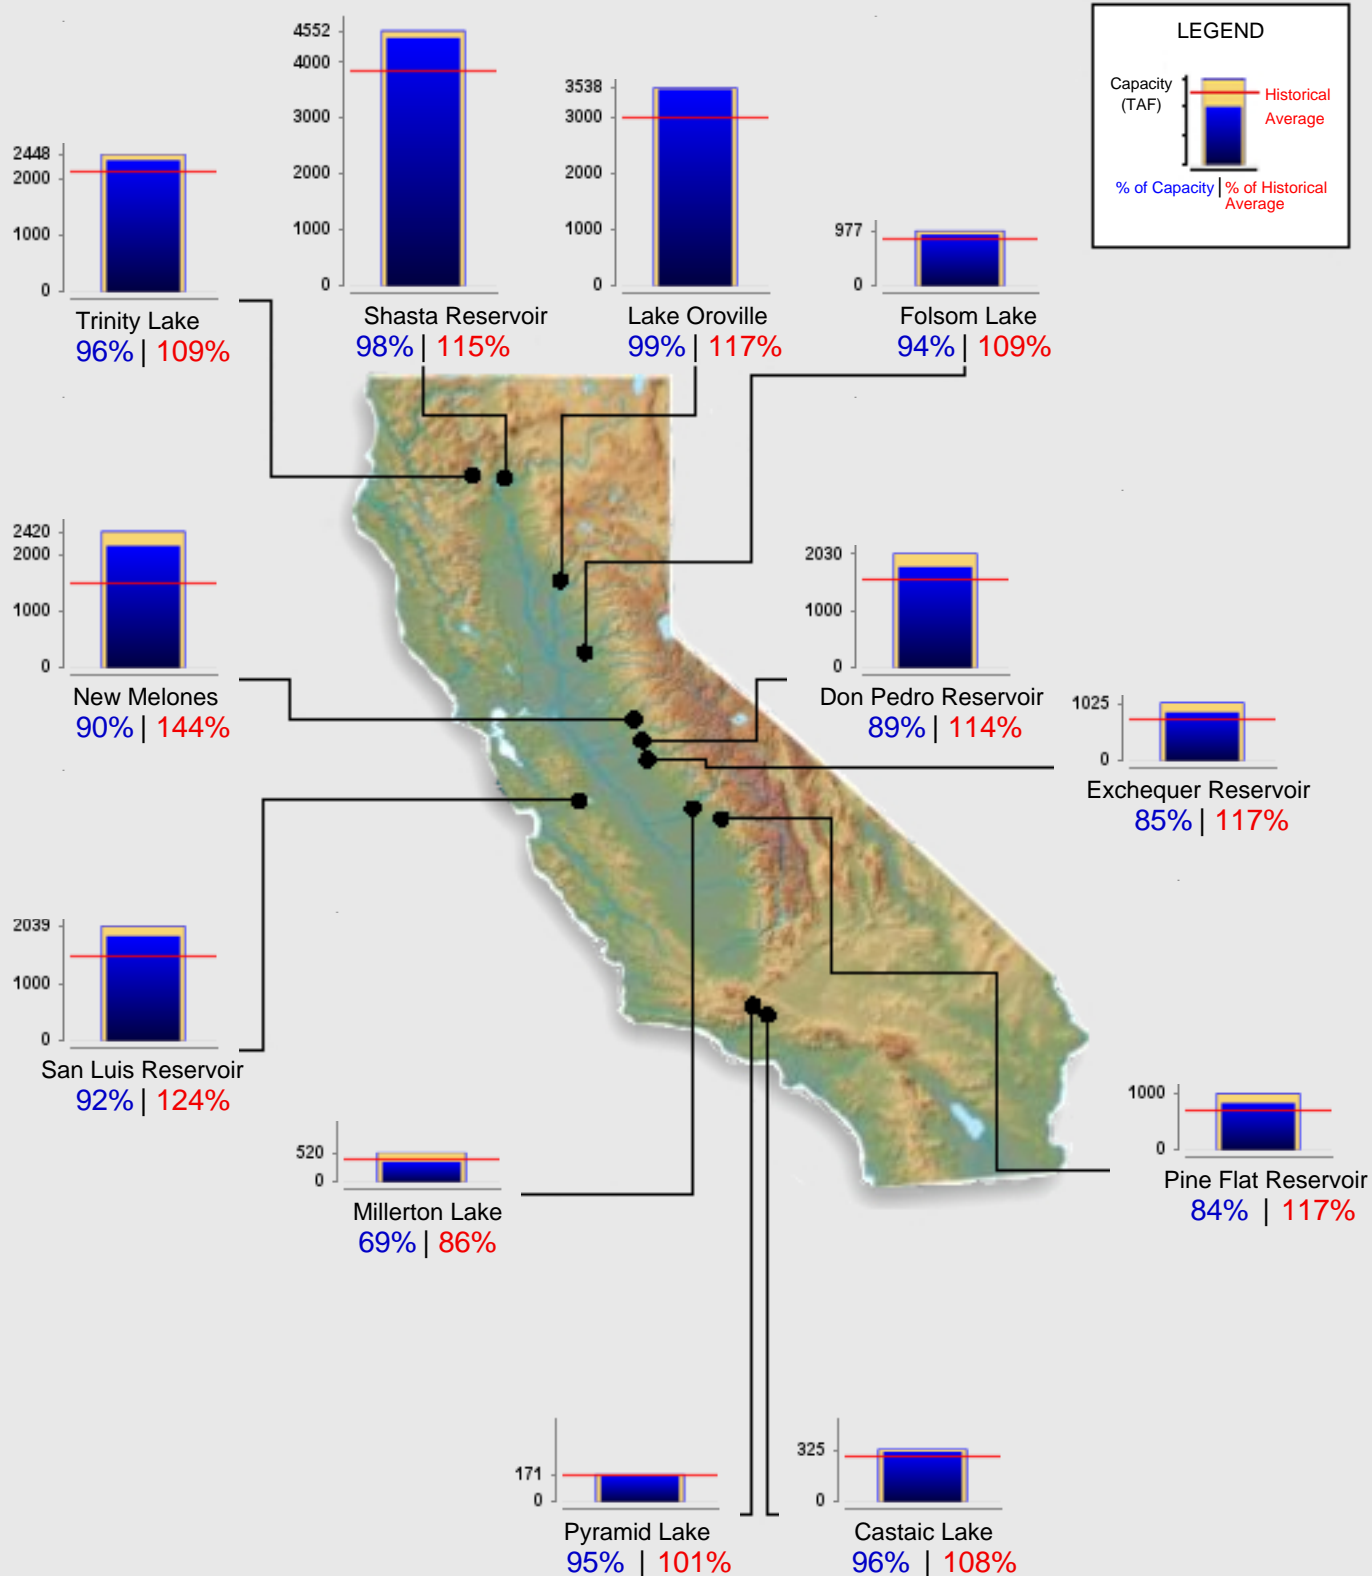 LEGEND
Capacity
(TAF)
Historical
Average
% of Capacity | % of Historical
Average
4552
4000
3000
2000
1000
0
Shasta Reservoir
98% | 115%
3538
3000
2000
1000
0
Lake Oroville
99% | 117%
2448
2000
1000
0
Trinity Lake
96% | 109%
977
0
Folsom Lake
94% | 109%
2420
2000
1000
0
New Melones
90% | 144%
2030
1000
0
Don Pedro Reservoir
89% | 114%
1025
0
Exchequer Reservoir
85% | 117%
2039
1000
0
San Luis Reservoir
92% | 124%
520
0
Millerton Lake
69% | 86%
1000
0
Pine Flat Reservoir
84% | 117%
171
0
Pyramid Lake
95% | 101%
325
0
Castaic Lake
96% | 108%